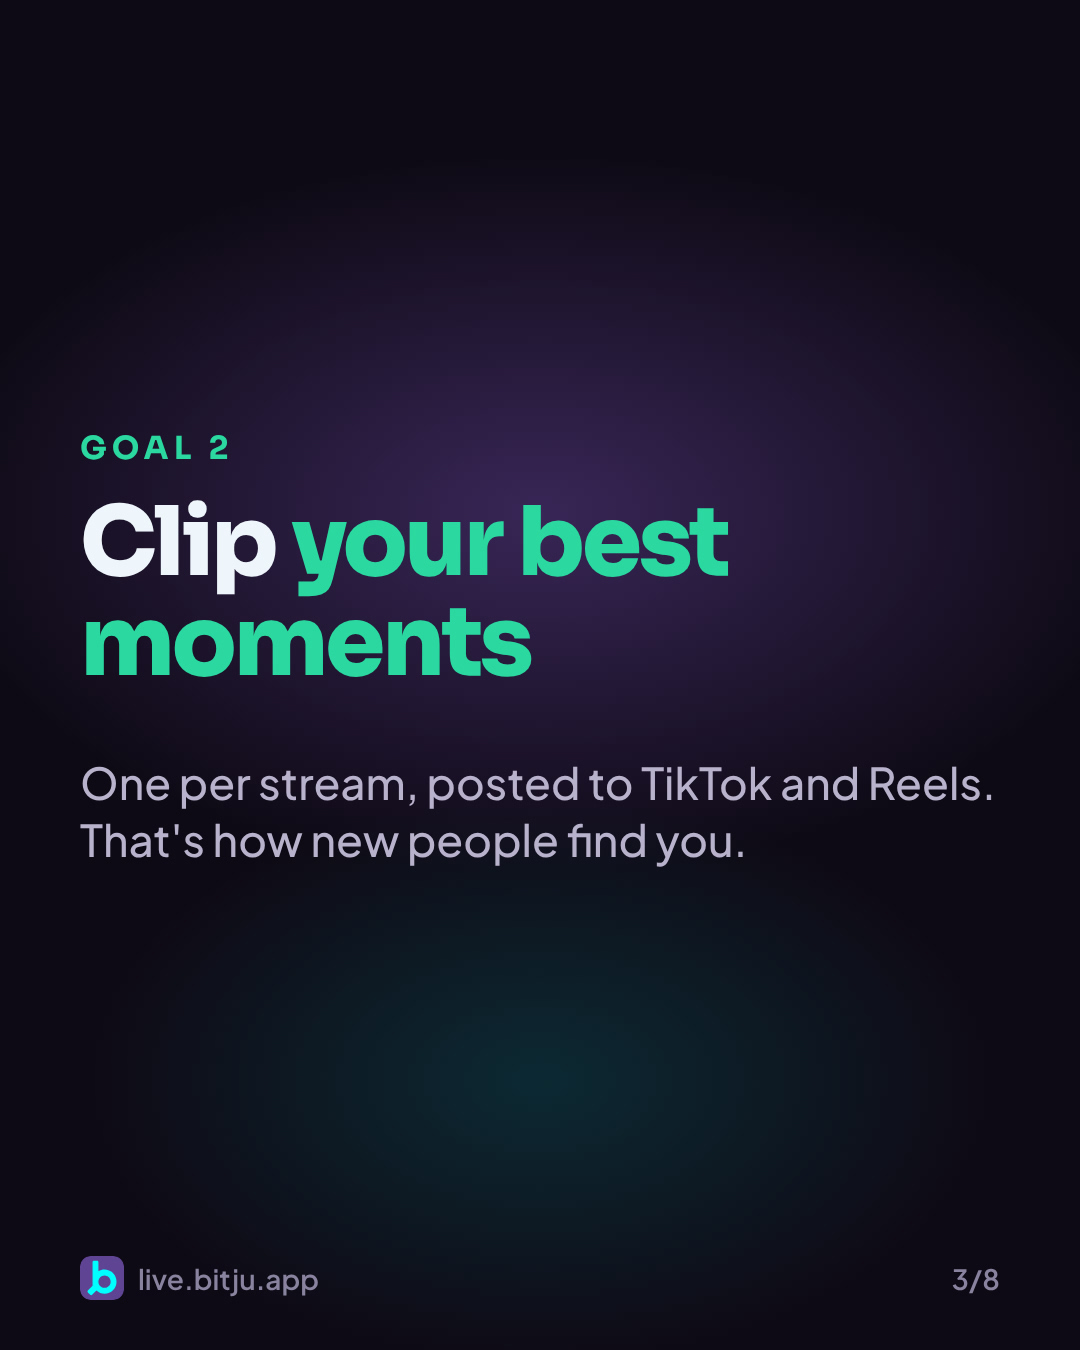 GOAL 2
Clip your best
moments
One per stream, posted to TikTok and Reels.
That's how new people find you.
live.bitju.app
3/8